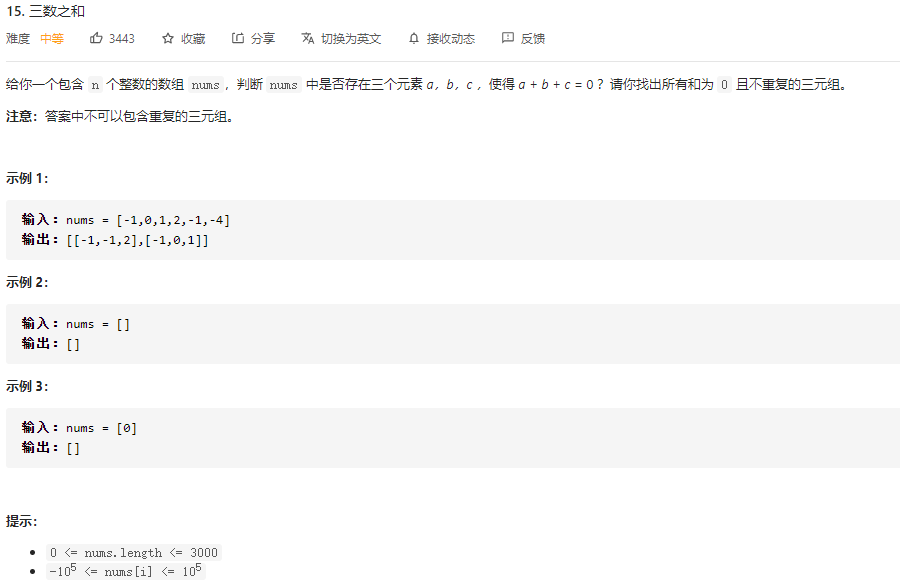 15. 三数之和
难度 中等 3443 收藏 分享 切换为英文 接收动态 反馈
给你一个包含 n 个整数的数组 nums，判断 nums 中是否存在三个元素 a，b，c ，使得 a + b + c = 0 ？请你找出所有和为 0 且不重复的三元组。
注意：答案中不可以包含重复的三元组。
示例 1：
输入：nums = [-1,0,1,2,-1,-4]
输出：[[-1,-1,2],[-1,0,1]]
示例 2：
输入：nums = []
输出：[]
示例 3：
输入：nums = [0]
输出：[]
提示：
0 <= nums.length <= 3000
-10⁵ <= nums[i] <= 10⁵